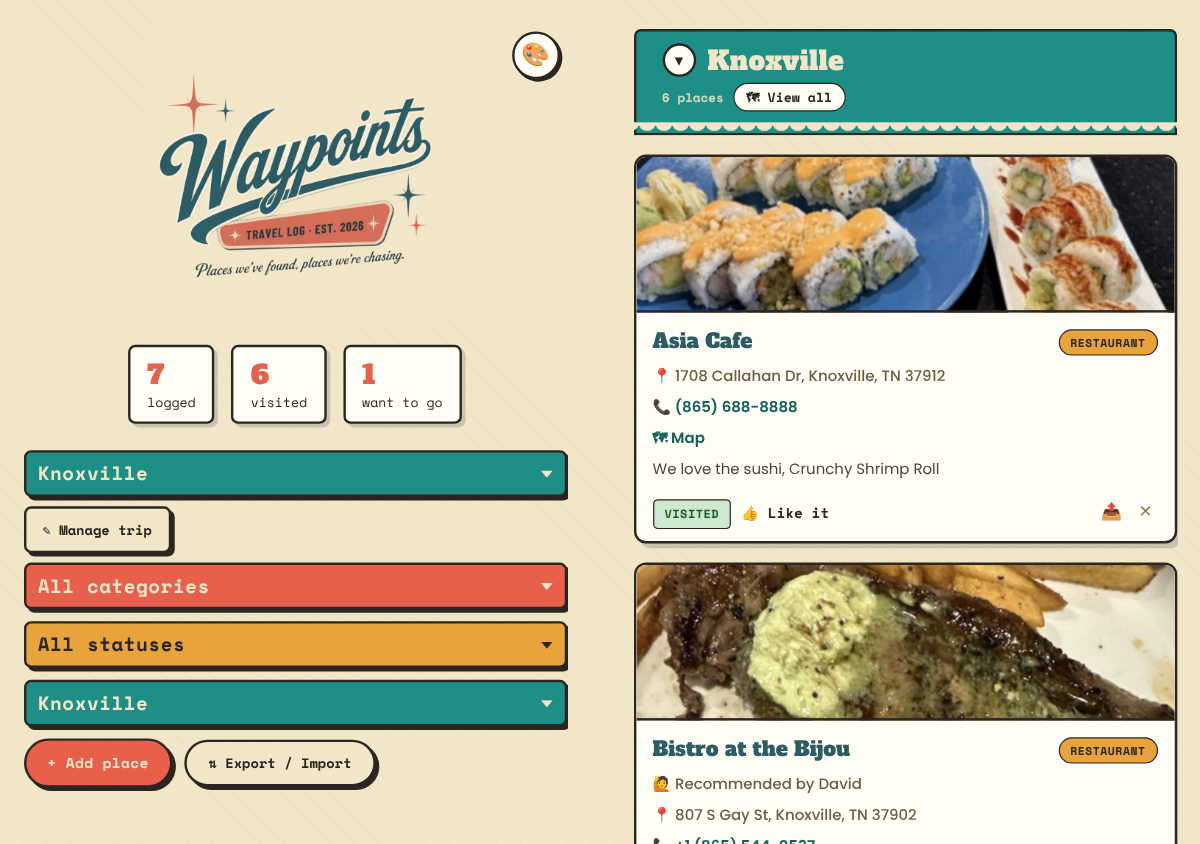 Waypoints
TRAVEL LOG · EST. 2026
Places we've found, places we're chasing.
7
logged
6
visited
1
want to go
Knoxville
✎ Manage trip
All categories
All statuses
Knoxville
+ Add place
⇅ Export / Import
▼ Knoxville
6 places
🗺 View all
Asia Cafe
RESTAURANT
📍 1708 Callahan Dr, Knoxville, TN 37912
📞 (865) 688-8888
🗺 Map
We love the sushi, Crunchy Shrimp Roll
VISITED
👍 Like it
📤 ✕
Bistro at the Bijou
RESTAURANT
🙋 Recommended by David
📍 807 S Gay St, Knoxville, TN 37902